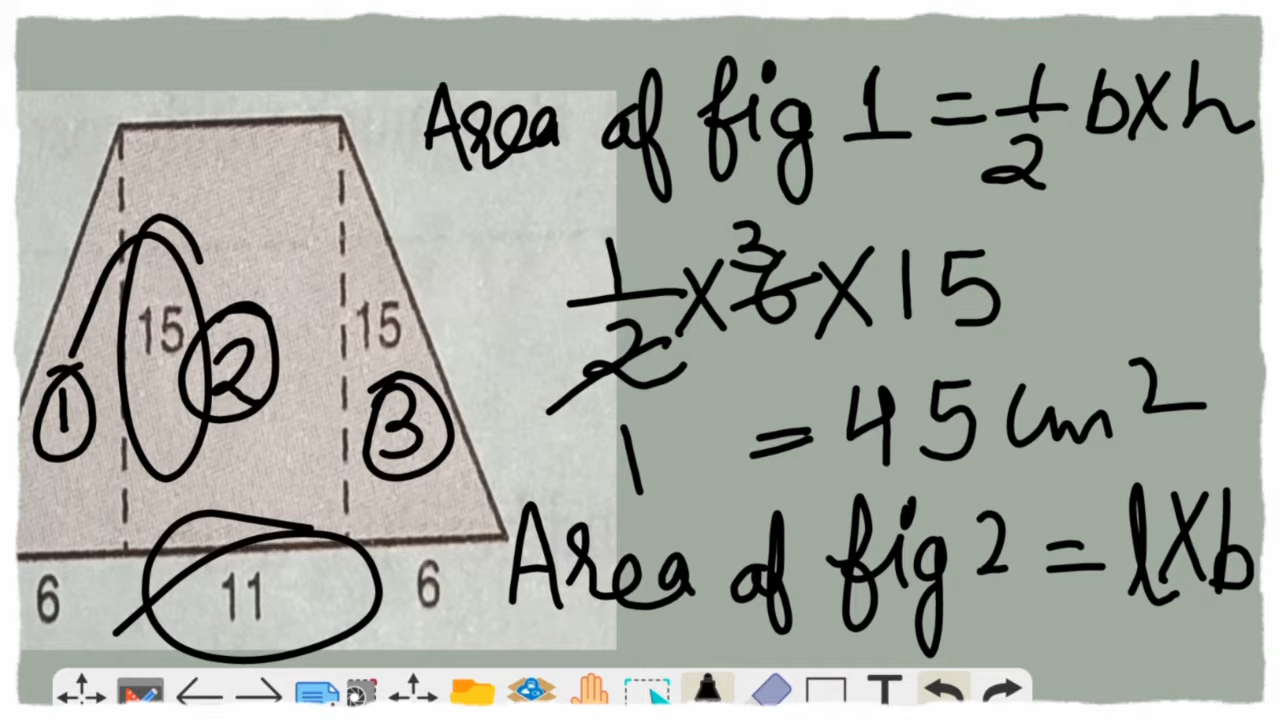 Area of fig 1 = 1/2 b X h
1/2 X 6 3 X 15
1
= 45 cm²
Area of fig 2 = l X b
15
15
1
2
3
6
11
6
T